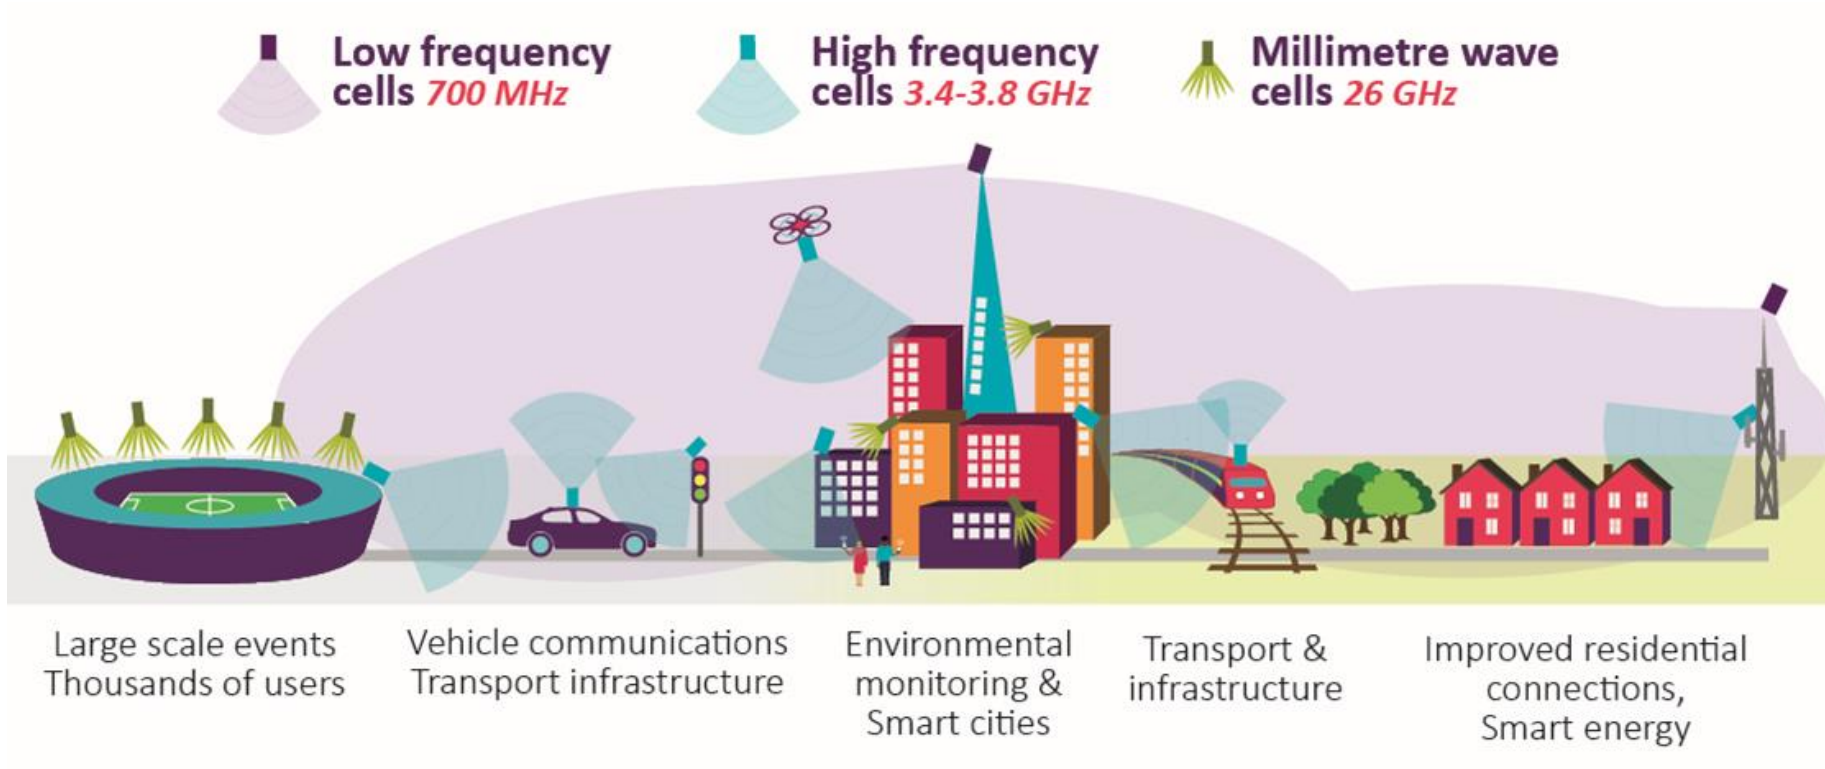 Low frequency
cells 700 MHz
High frequency
cells 3.4-3.8 GHz
Millimetre wave
cells 26 GHz
Large scale events
Thousands of users
Vehicle communications
Transport infrastructure
Environmental
monitoring &
Smart cities
Transport &
infrastructure
Improved residential
connections,
Smart energy